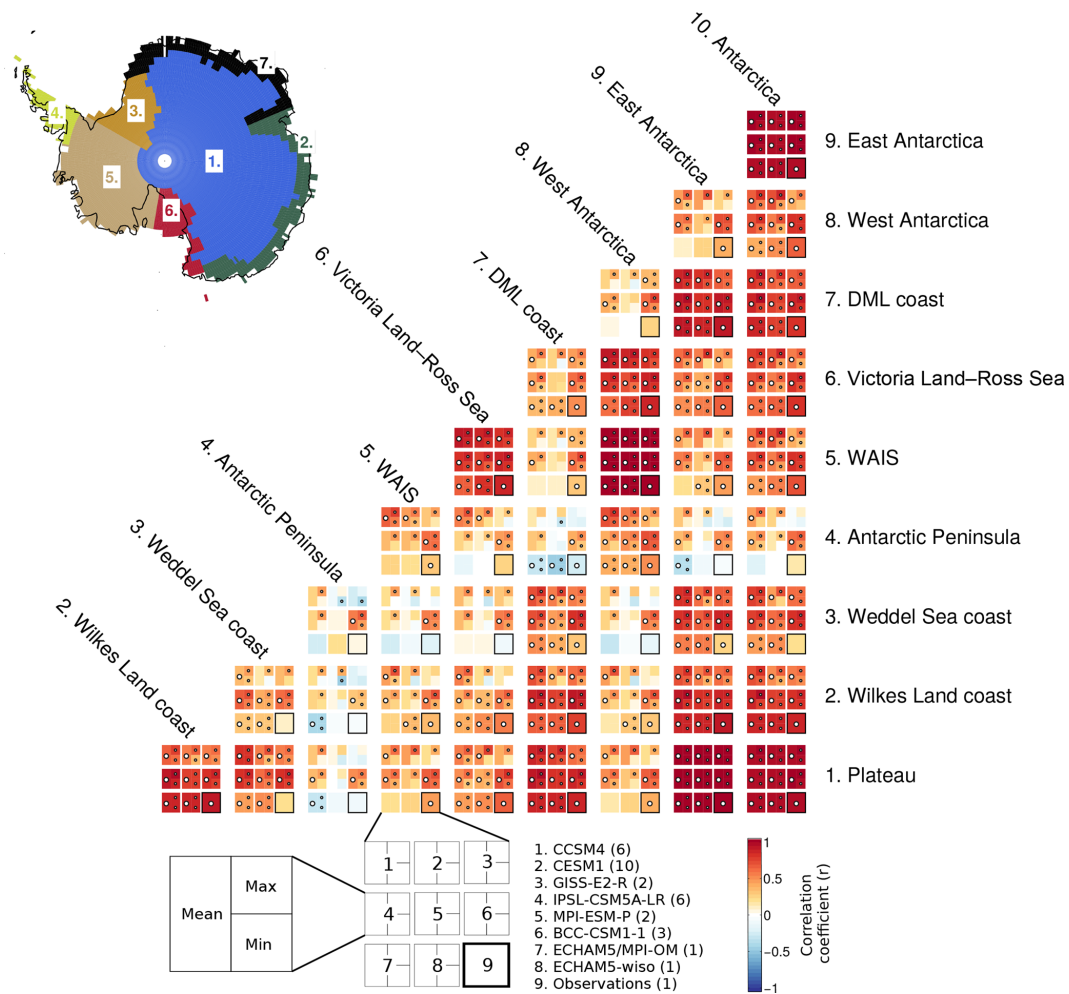 10. Antarctica
9. East Antarctica
8. West Antarctica
7. DML coast
6. Victoria Land–Ross Sea
5. WAIS
4. Antarctic Peninsula
3. Weddel Sea coast
2. Wilkes Land coast
7.
3.
4.
2.
1.
5.
6.
9. East Antarctica
8. West Antarctica
7. DML coast
6. Victoria Land–Ross Sea
5. WAIS
4. Antarctic Peninsula
3. Weddel Sea coast
2. Wilkes Land coast
1. Plateau
Mean
Max
Min
1 2 3
4 5 6
7 8 9
1. CCSM4 (6)
2. CESM1 (10)
3. GISS-E2-R (2)
4. IPSL-CSM5A-LR (6)
5. MPI-ESM-P (2)
6. BCC-CSM1-1 (3)
7. ECHAM5/MPI-OM (1)
8. ECHAM5-wiso (1)
9. Observations (1)
1
0.5
0
−0.5
−1
Correlation
coefficient (r)